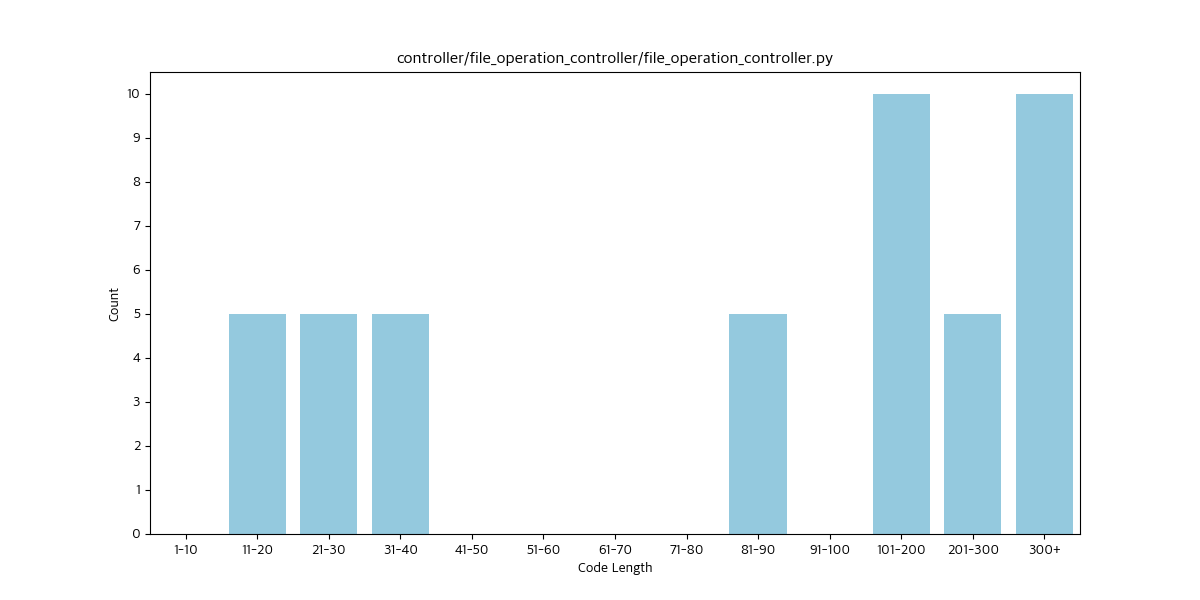 controller/file_operation_controller/file_operation_controller.py
10
9
8
7
6
5
4
3
2
1
0
Count
1-10 11-20 21-30 31-40 41-50 51-60 61-70 71-80 81-90 91-100 101-200 201-300 300+
Code Length